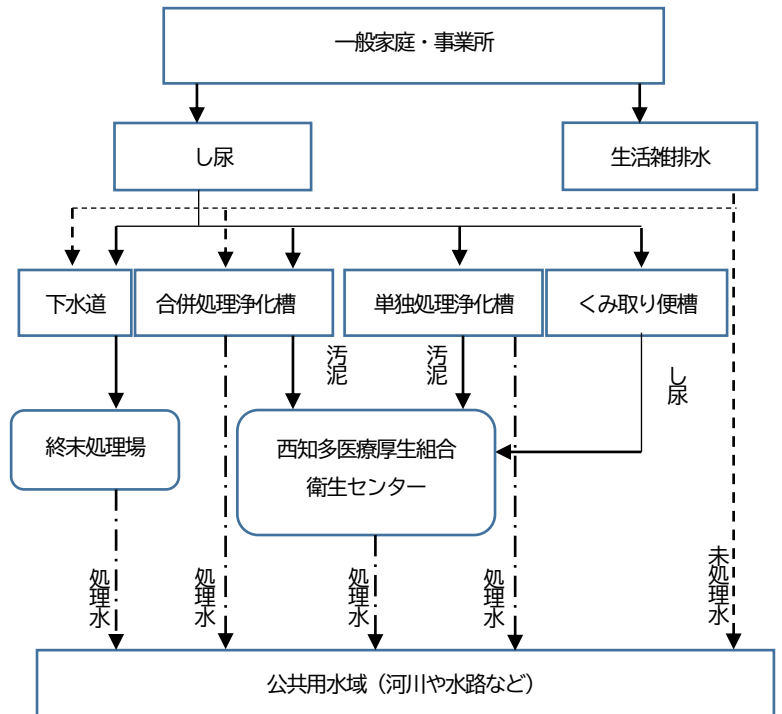 一般家庭・事業所
し尿
生活雑排水
下水道
合併処理浄化槽
単独処理浄化槽
くみ取り便槽
汚泥
汚泥
し尿
終末処理場
西知多医療厚生組合
衛生センター
処理水
処理水
処理水
処理水
未処理水
公共用水域（河川や水路など）